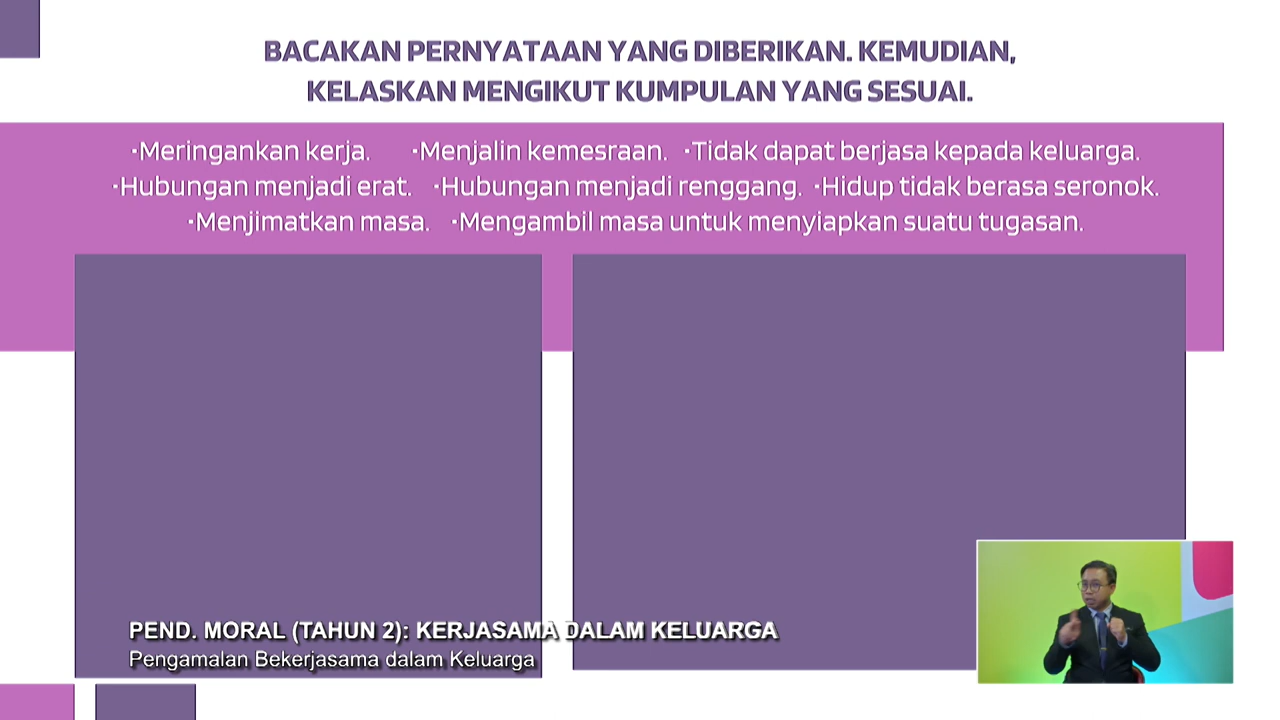 BACAKAN PERNYATAAN YANG DIBERIKAN. KEMUDIAN,
KELASKAN MENGIKUT KUMPULAN YANG SESUAI.
•Meringankan kerja. •Menjalin kemesraan. •Tidak dapat berjasa kepada keluarga.
•Hubungan menjadi erat. •Hubungan menjadi renggang. •Hidup tidak berasa seronok.
•Menjimatkan masa. •Mengambil masa untuk menyiapkan suatu tugasan.
PEND. MORAL (TAHUN 2): KERJASAMA DALAM KELUARGA
Pengamalan Bekerjasama dalam Keluarga